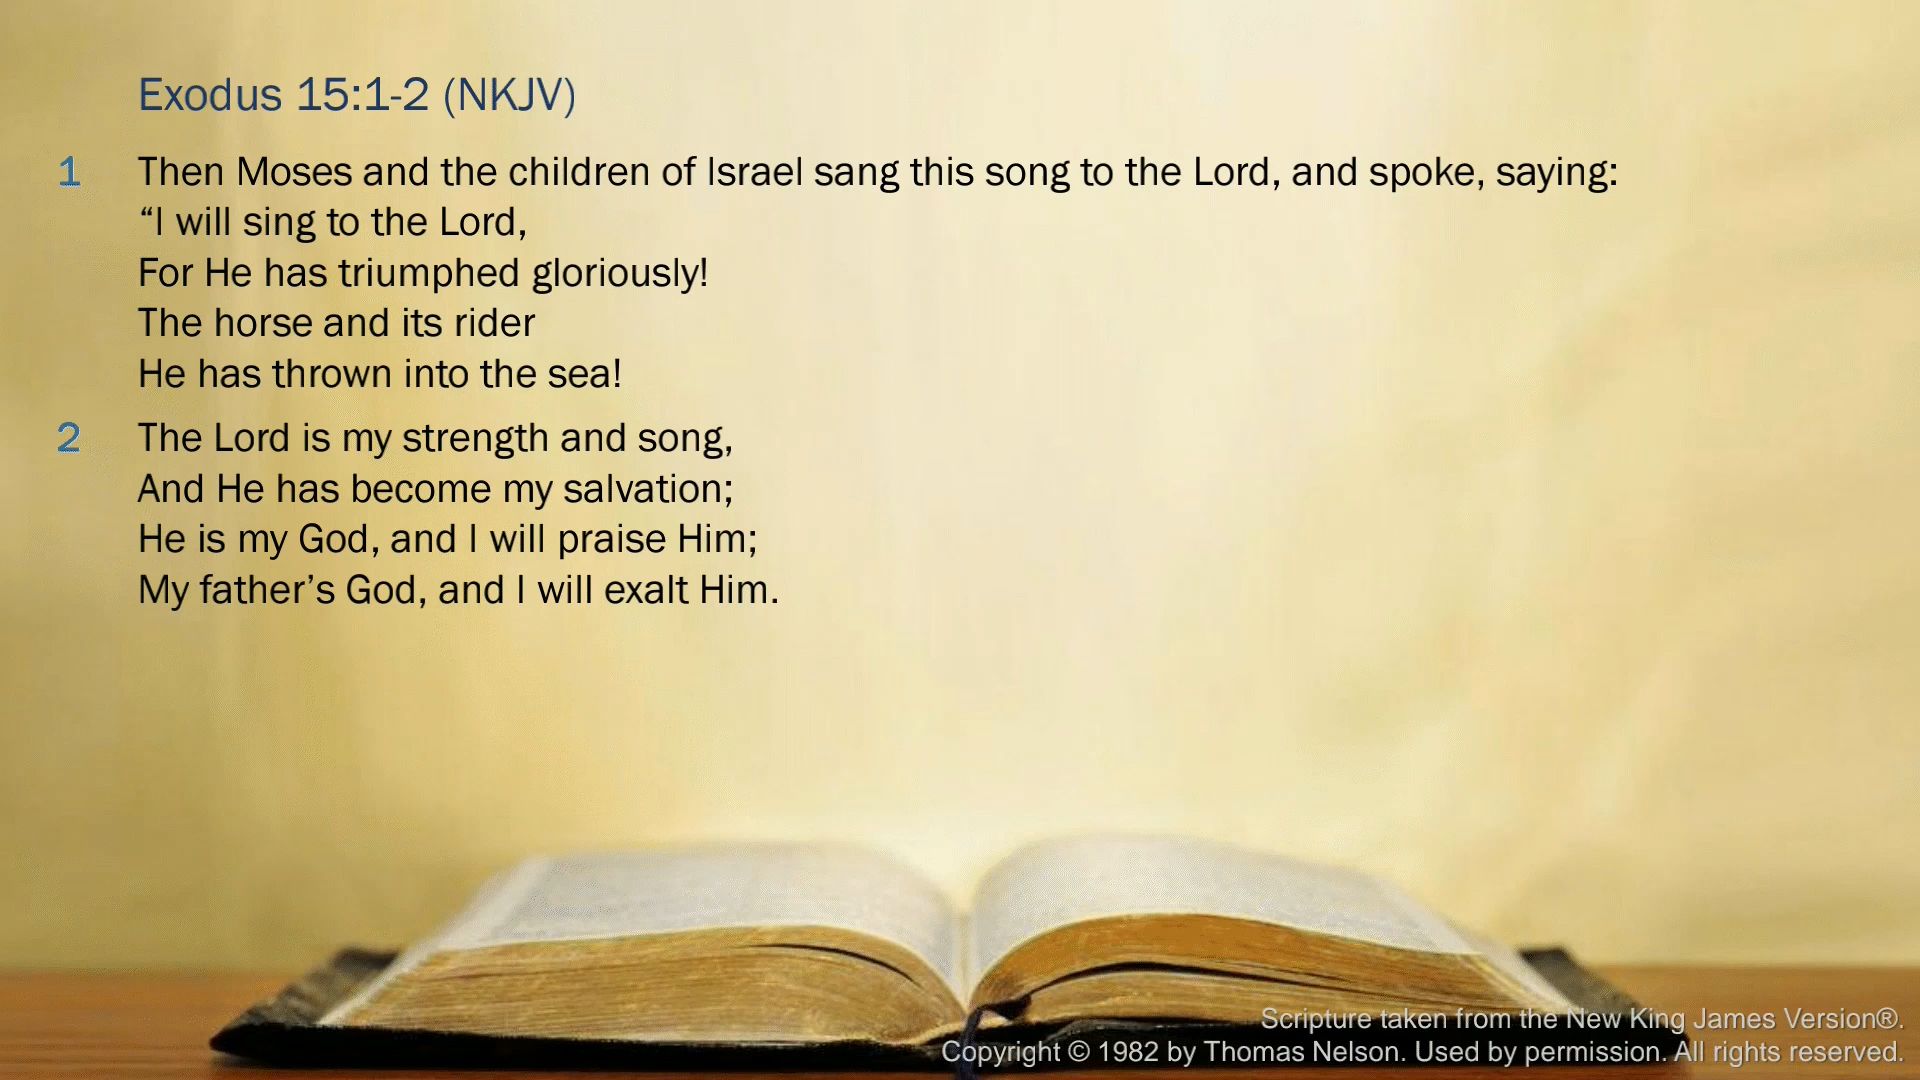 Exodus 15:1-2 (NKJV)
1 Then Moses and the children of Israel sang this song to the Lord, and spoke, saying:
“I will sing to the Lord,
For He has triumphed gloriously!
The horse and its rider
He has thrown into the sea!
2 The Lord is my strength and song,
And He has become my salvation;
He is my God, and I will praise Him;
My father’s God, and I will exalt Him.
Scripture taken from the New King James Version®.
Copyright © 1982 by Thomas Nelson. Used by permission. All rights reserved.